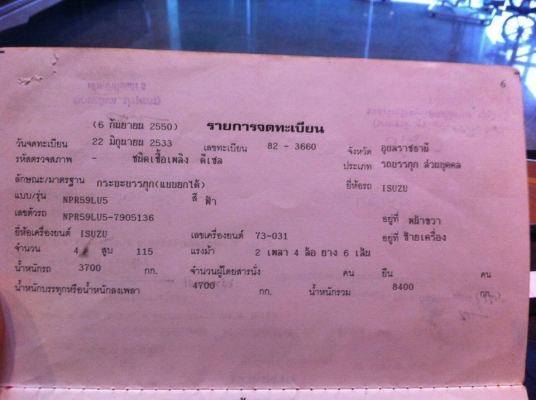 6
(6 กันยายน 2550) รายการจดทะเบียน
วันจดทะเบียน 22 มิถุนายน 2533 เลขทะเบียน 82 - 3660 จังหวัด อุบลราชธานี
รหัสตรวจสภาพ - ชนิดเชื้อเพลิง ดีเซล ประเภท รถบรรทุก ส่วนบุคคล
ลักษณะ/มาตรฐาน กระบะบรรทุก(แบบยกได้) ยี่ห้อรถ ISUZU
แบบ/รุ่น NPR59LU5 สี ฟ้า
เลขตัวรถ NPR59LU5-7905136 อยู่ที่ หน้าขวา
ยี่ห้อเครื่องยนต์ ISUZU เลขเครื่องยนต์ 73-031 อยู่ที่ ซ้ายเครื่อง
จำนวน 4 สูบ 115 แรงม้า 2 เพลา 4 ล้อ ยาง 6 เส้น
น้ำหนักรถ 3700 กก. จำนวนผู้โดยสารนั่ง คน ยืน คน
น้ำหนักบรรทุกหรือน้ำหนักลงเพลา 4700 กก. น้ำหนักรวม 8400 กก.